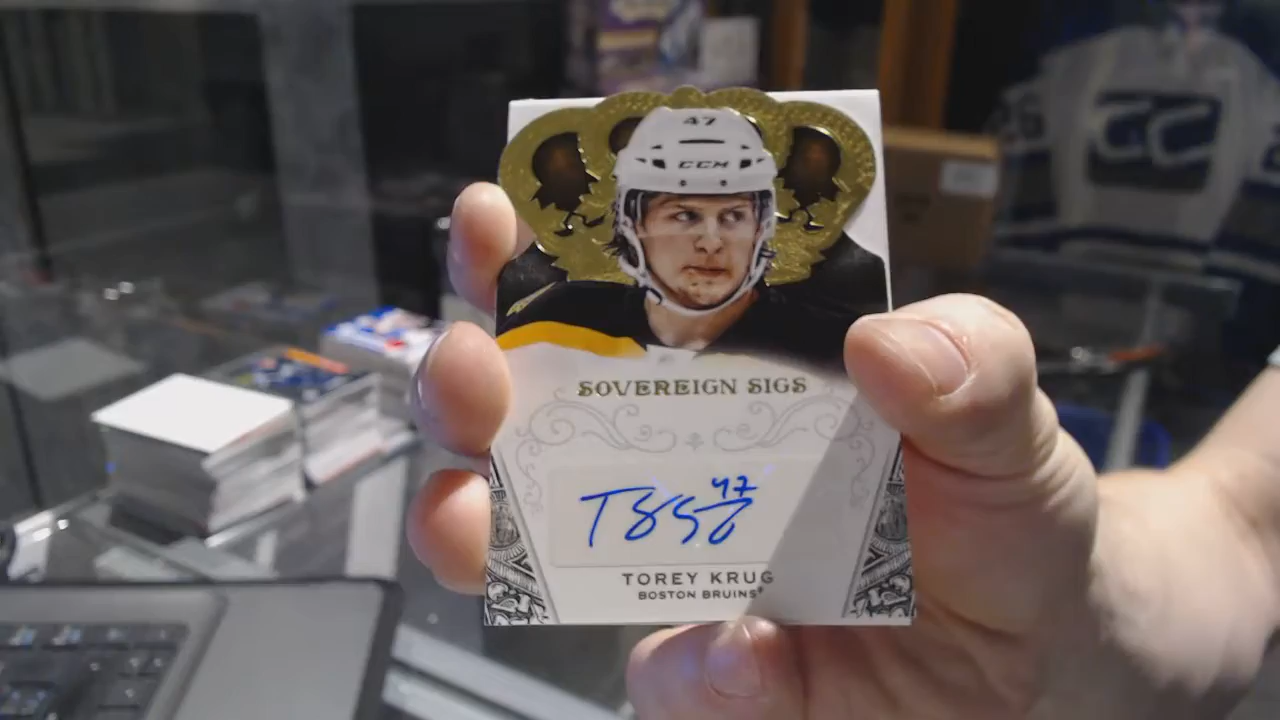 47
CCM
SOVEREIGN SIGS
47
TOREY KRUG
BOSTON BRUINS